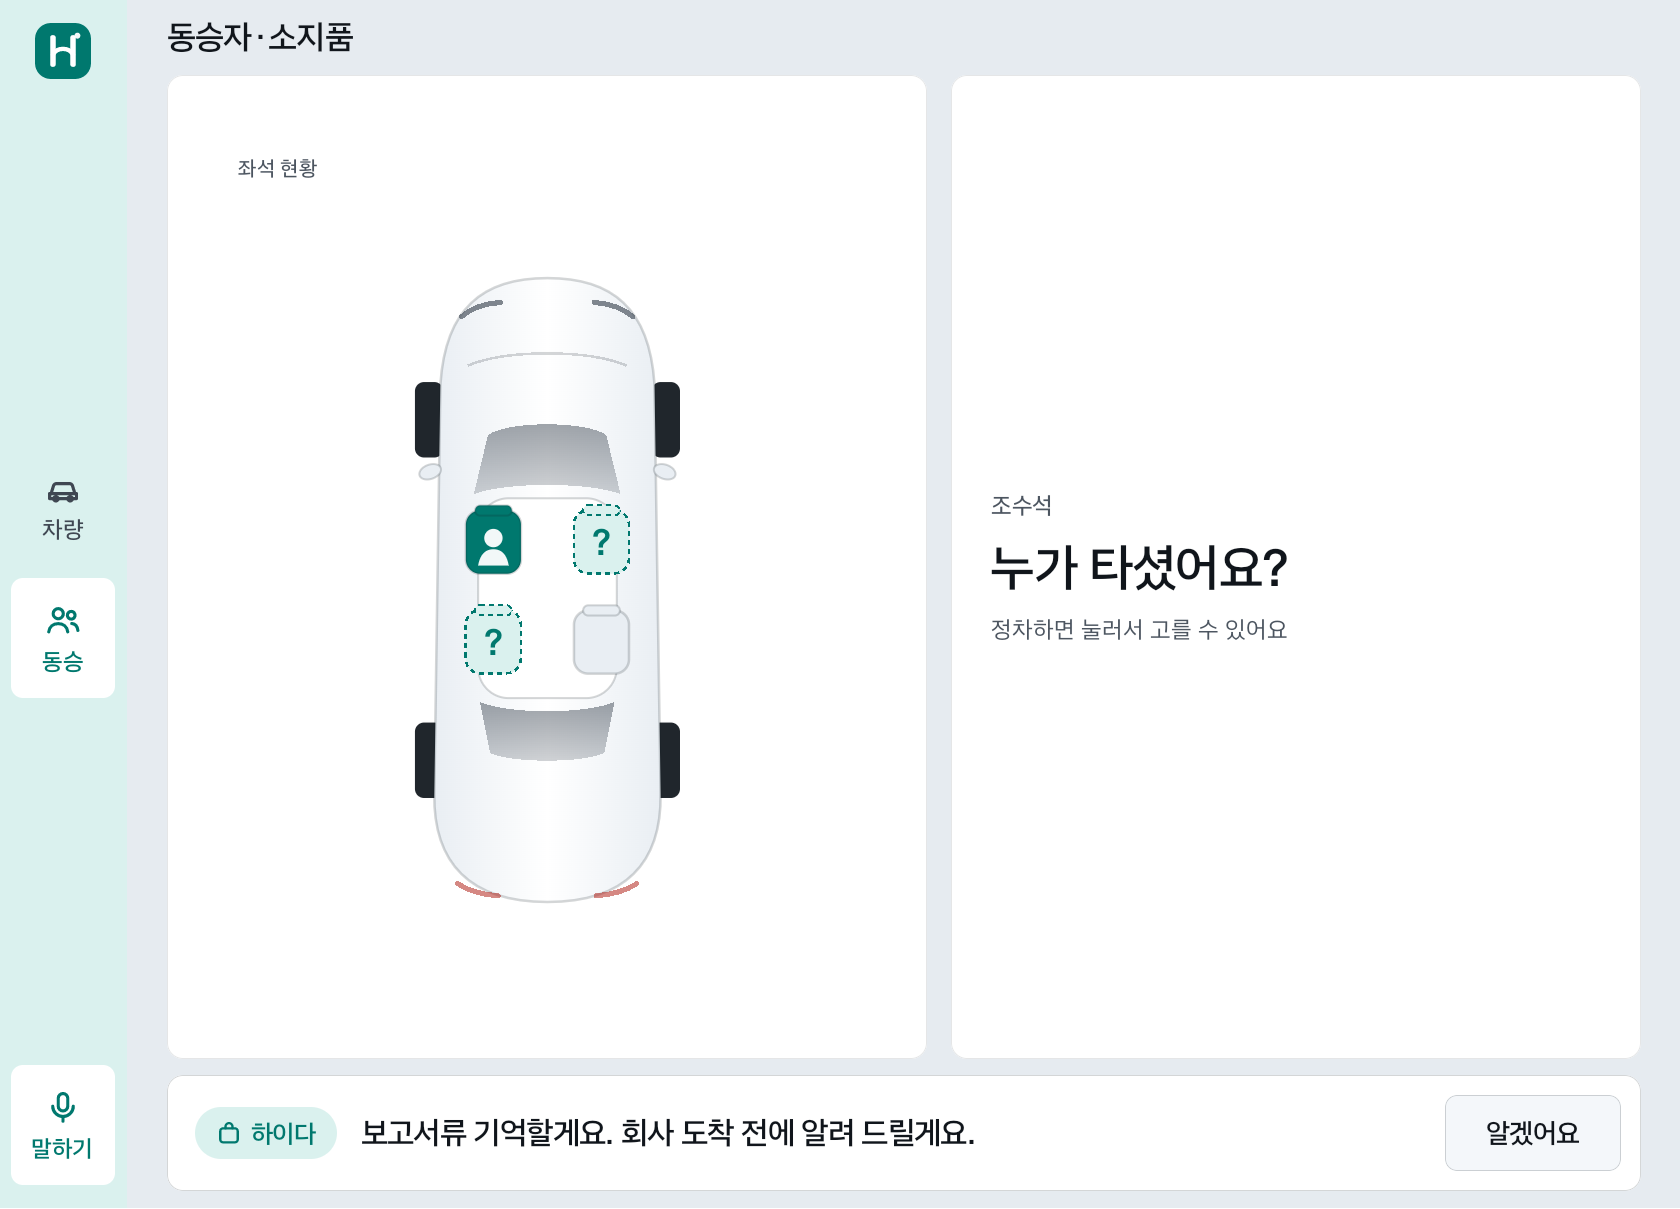 동승자 · 소지품
좌석 현황
?
?
차량
동승
말하기
조수석
누가 타셨어요?
정차하면 눌러서 고를 수 있어요
하이다
보고서류 기억할게요. 회사 도착 전에 알려 드릴게요.
알겠어요